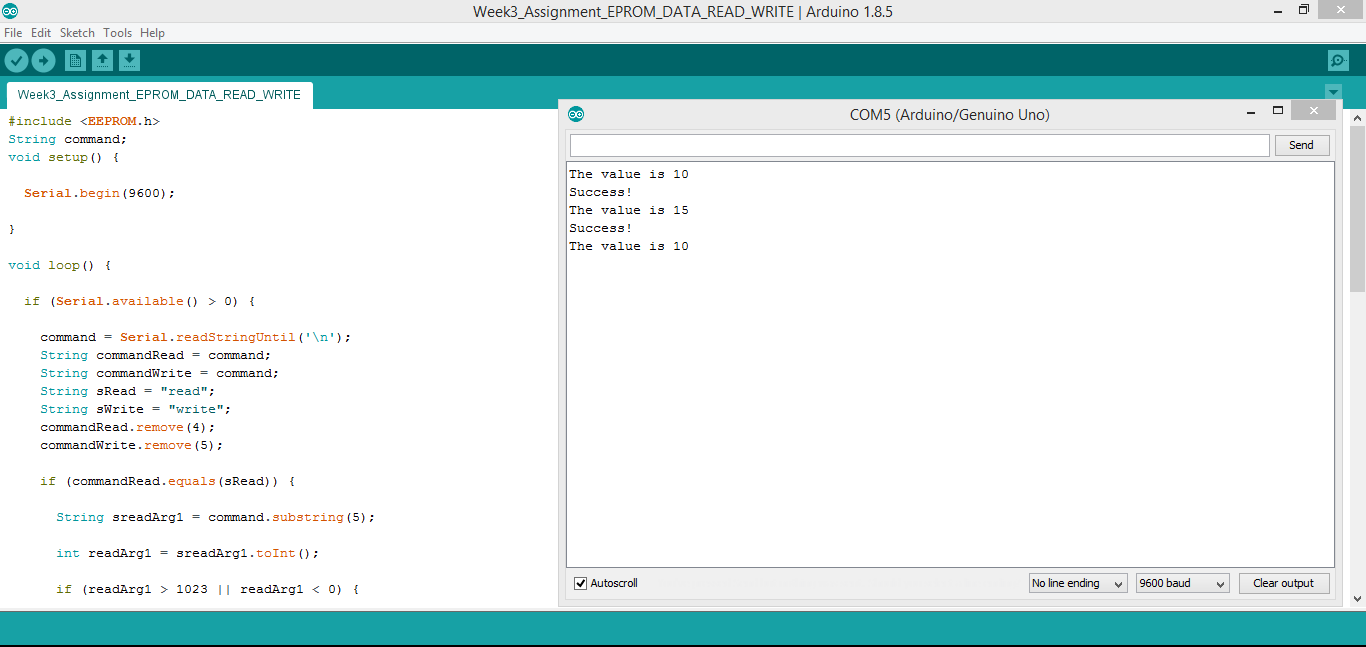 Week3_Assignment_EPROM_DATA_READ_WRITE | Arduino 1.8.5
File Edit Sketch Tools Help
Week3_Assignment_EPROM_DATA_READ_WRITE
#include <EEPROM.h>
String command;
void setup() {
Serial.begin(9600);
}
void loop() {
if (Serial.available() > 0) {
command = Serial.readStringUntil('\n');
String commandRead = command;
String commandWrite = command;
String sRead = "read";
String sWrite = "write";
commandRead.remove(4);
commandWrite.remove(5);
if (commandRead.equals(sRead)) {
String sreadArg1 = command.substring(5);
int readArg1 = sreadArg1.toInt();
if (readArg1 > 1023 || readArg1 < 0) {
COM5 (Arduino/Genuino Uno)
Send
The value is 10
Success!
The value is 15
Success!
The value is 10
Autoscroll
No line ending
9600 baud
Clear output